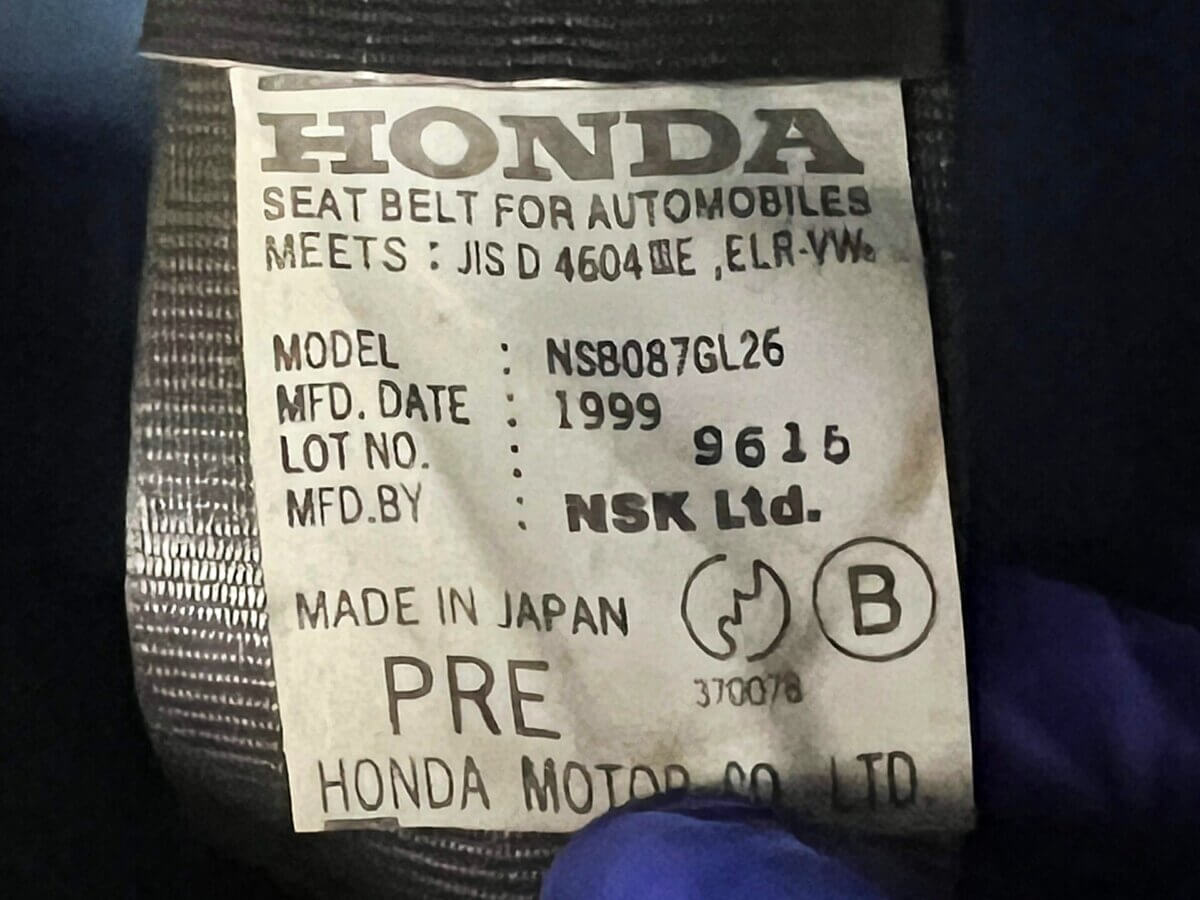 HONDA
SEAT BELT FOR AUTOMOBILES
MEETS : JIS D 4604 ⅢE ,ELR-VW
MODEL : NSB087GL26
MFD. DATE : 1999
LOT NO. : 9615
MFD.BY : NSK Ltd.
MADE IN JAPAN
B
PRE
370078
HONDA MOTOR CO LTD.